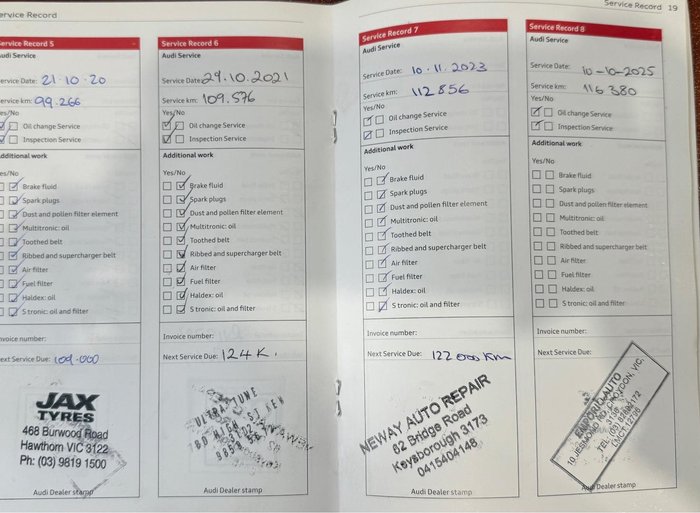 Service Record
Service Record 19
Service Record 5
Audi Service
Service Date: 21·10·20
Service km: 99.266
Yes/No
Oil change Service
Inspection Service
Additional work
Yes/No
Brake fluid
Spark plugs
Dust and pollen filter element
Multitronic: oil
Toothed belt
Ribbed and supercharger belt
Air filter
Fuel filter
Haldex: oil
S tronic: oil and filter
Invoice number:
Next Service Due: 109.000
JAX
TYRES
468 Burwood Road
Hawthorn VIC 3122
Ph: (03) 9819 1500
Audi Dealer stamp
Service Record 6
Audi Service
Service Date: 29.10.2021
Service km: 109.576
Yes/No
Oil change Service
Inspection Service
Additional work
Yes/No
Brake fluid
Spark plugs
Dust and pollen filter element
Multitronic: oil
Toothed belt
Ribbed and supercharger belt
Air filter
Fuel filter
Haldex: oil
S tronic: oil and filter
Invoice number:
Next Service Due: 124K.
ULTRA TUNE
HIGH ST KEW
Audi Dealer stamp
Service Record 7
Audi Service
Service Date: 10·11·2023
Service km: 112 856
Yes/No
Oil change Service
Inspection Service
Additional work
Yes/No
Brake fluid
Spark plugs
Dust and pollen filter element
Multitronic: oil
Toothed belt
Ribbed and supercharger belt
Air filter
Fuel filter
Haldex: oil
S tronic: oil and filter
Invoice number:
Next Service Due: 122 000 Km
NEWAY AUTO REPAIR
82 Bridge Road
Keysborough 3173
0415404148
Audi Dealer stamp
Service Record 8
Audi Service
Service Date: 10-10-2025
Service km: 116380
Yes/No
Oil change Service
Inspection Service
Additional work
Yes/No
Brake fluid
Spark plugs
Dust and pollen filter element
Multitronic: oil
Toothed belt
Ribbed and supercharger belt
Air filter
Fuel filter
Haldex: oil
S tronic: oil and filter
Invoice number:
Next Service Due:
AUTO
CROYDON, VIC.
Audi Dealer stamp